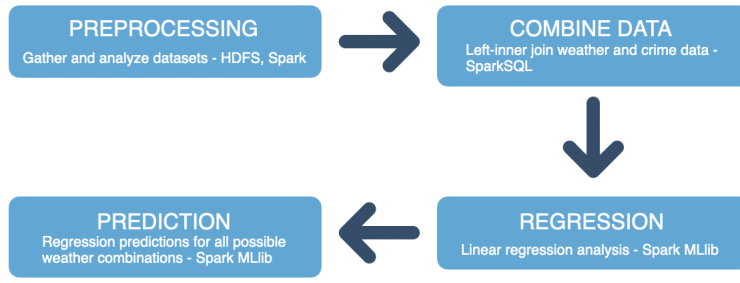 PREPROCESSING
Gather and analyze datasets - HDFS, Spark
COMBINE DATA
Left-inner join weather and crime data -
SparkSQL
REGRESSION
Linear regression analysis - Spark MLlib
PREDICTION
Regression predictions for all possible
weather combinations - Spark MLlib